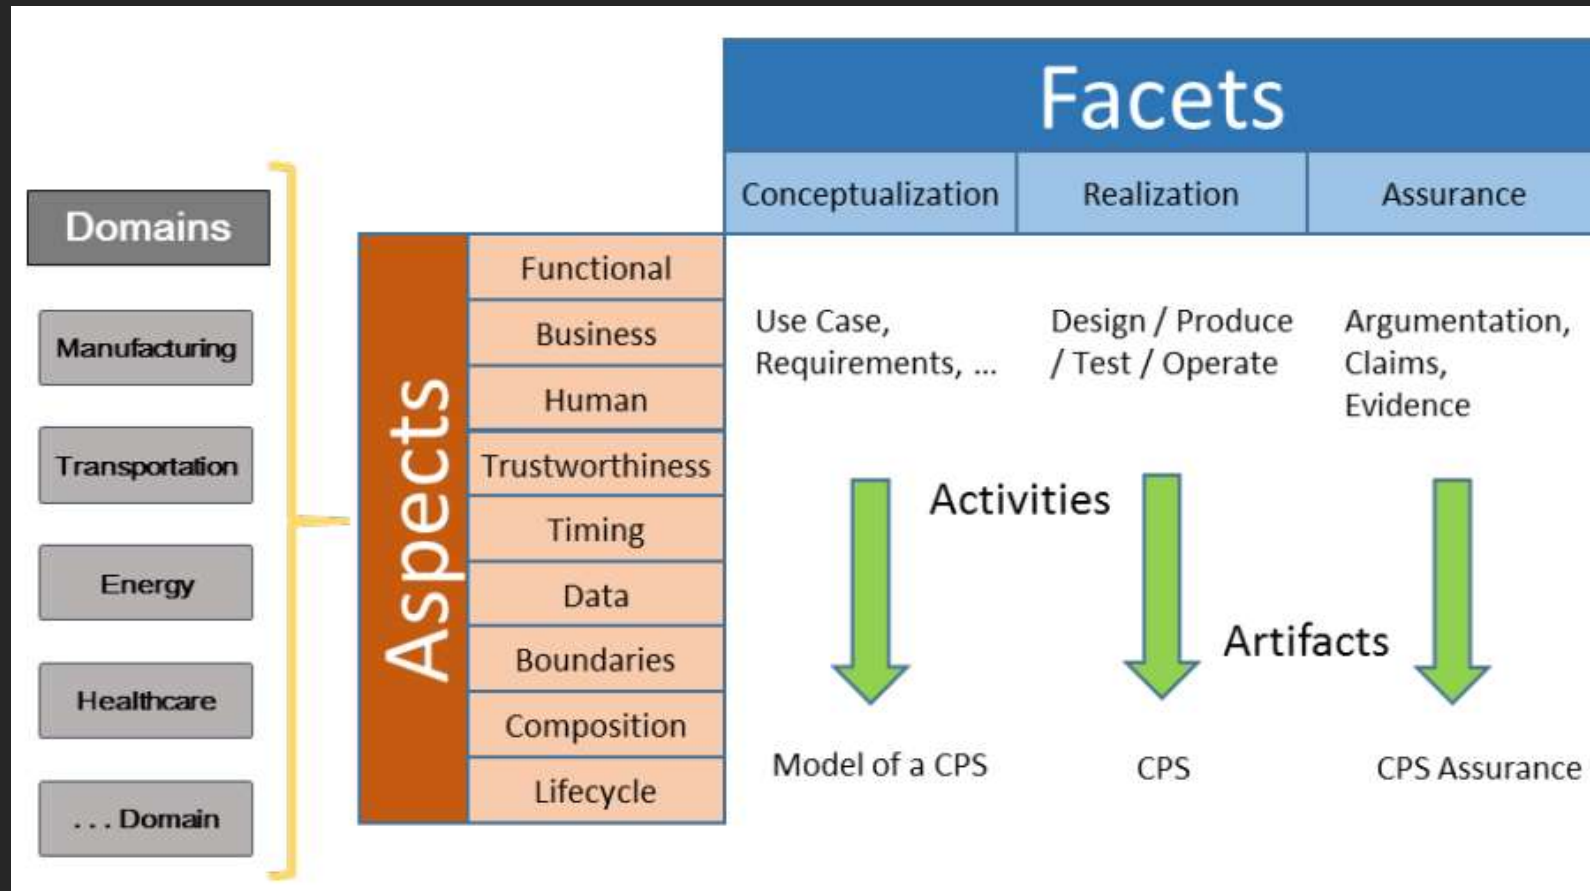 Facets
Conceptualization
Realization
Assurance
Domains
Manufacturing
Transportation
Energy
Healthcare
. . . Domain
Aspects
Functional
Business
Human
Trustworthiness
Timing
Data
Boundaries
Composition
Lifecycle
Use Case,
Requirements, ...
Design / Produce
/ Test / Operate
Argumentation,
Claims,
Evidence
Activities
Artifacts
Model of a CPS
CPS
CPS Assurance